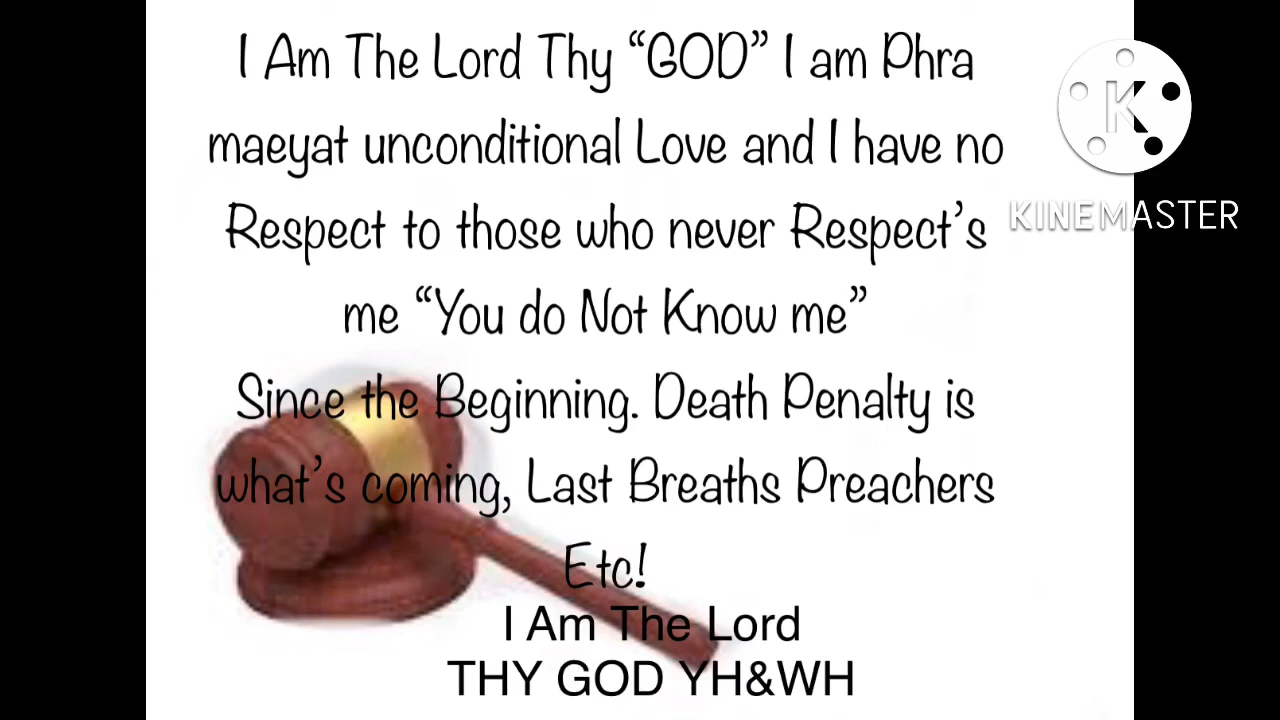 I Am The Lord Thy “GOD” I am Phra
maeyat unconditional Love and I have no
Respect to those who never Respect’s
me “You do Not Know me”
Since the Beginning. Death Penalty is
what’s coming, Last Breaths Preachers
Etc!
I Am The Lord
THY GOD YH&WH
K
KINEMASTER